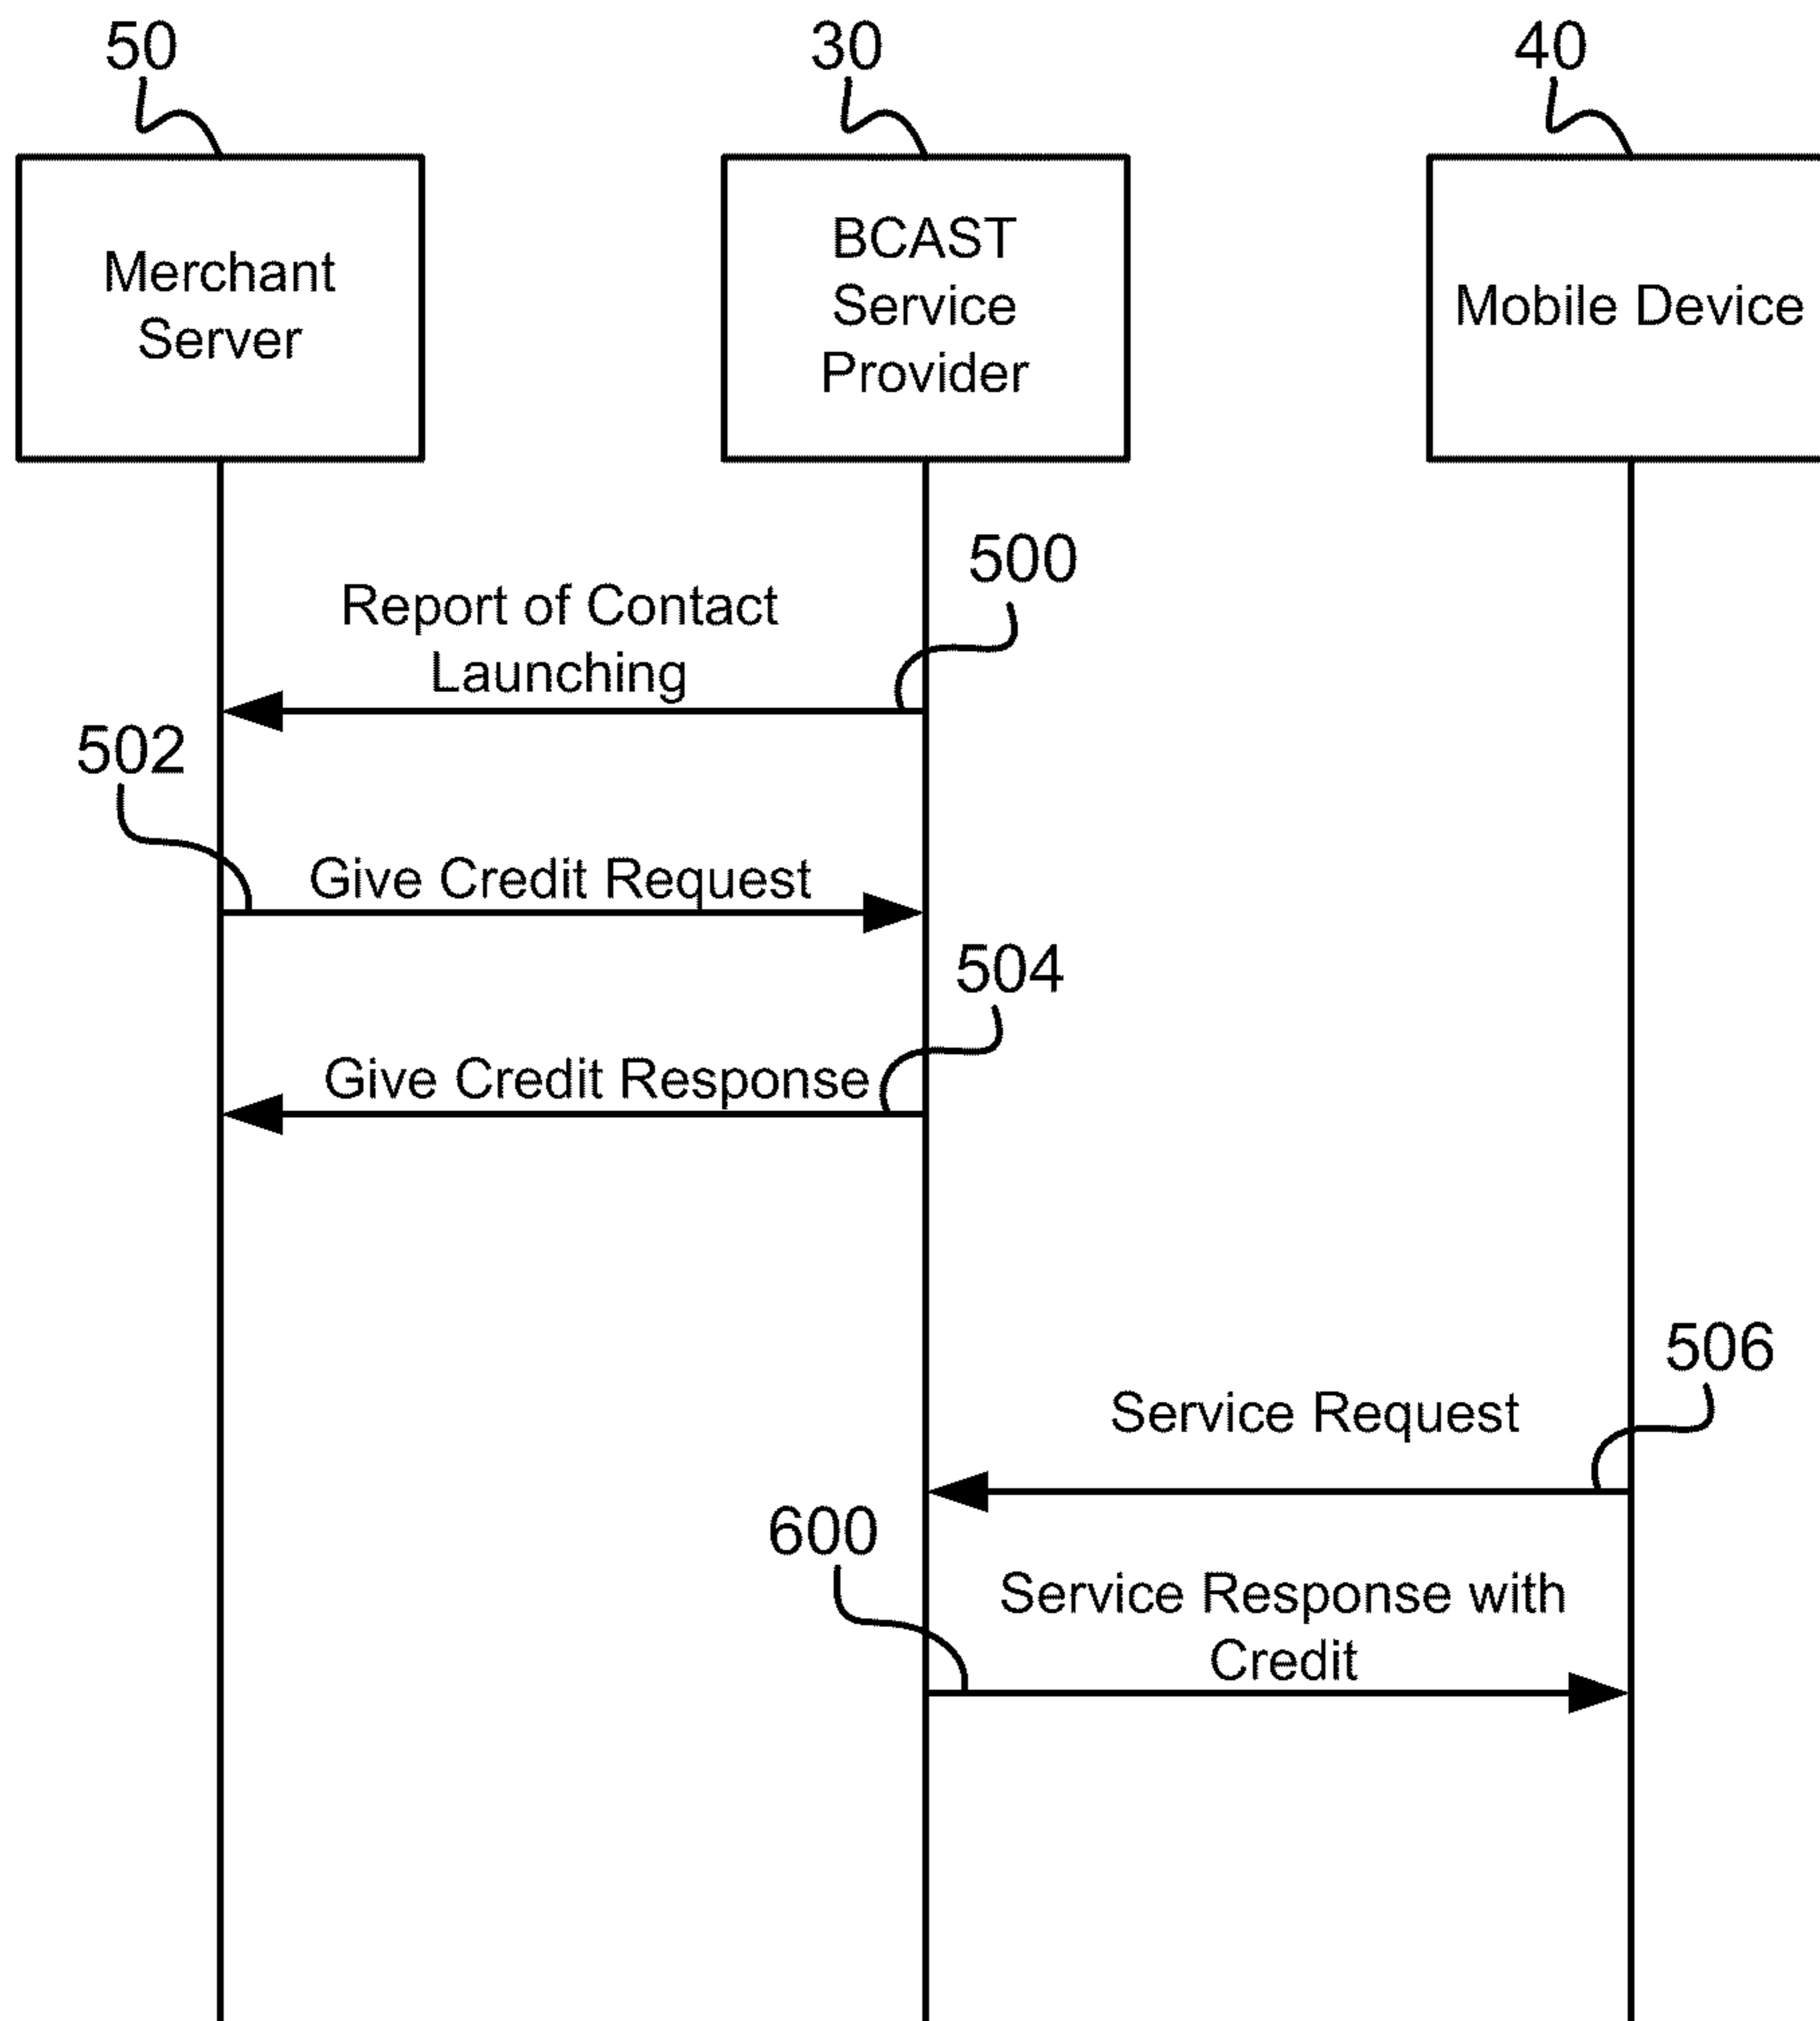 50
30
40
Merchant
Server
BCAST
Service
Provider
Mobile Device
500
Report of Contact
Launching
502
Give Credit Request
504
Give Credit Response
506
Service Request
600
Service Response with
Credit